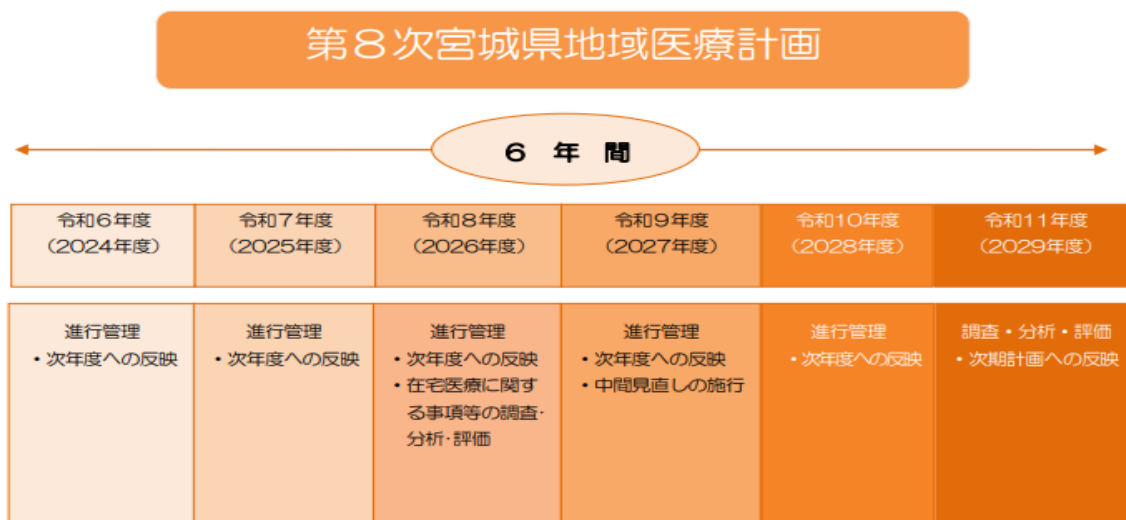 第8次宮城県地域医療計画
6 年 間
令和6年度
（2024年度）
令和7年度
（2025年度）
令和8年度
（2026年度）
令和9年度
（2027年度）
令和10年度
（2028年度）
令和11年度
（2029年度）
進行管理
・次年度への反映
進行管理
・次年度への反映
進行管理
・次年度への反映
・在宅医療に関す
る事項等の調査・
分析・評価
進行管理
・次年度への反映
・中間見直しの施行
進行管理
・次年度への反映
調査・分析・評価
・次期計画への反映